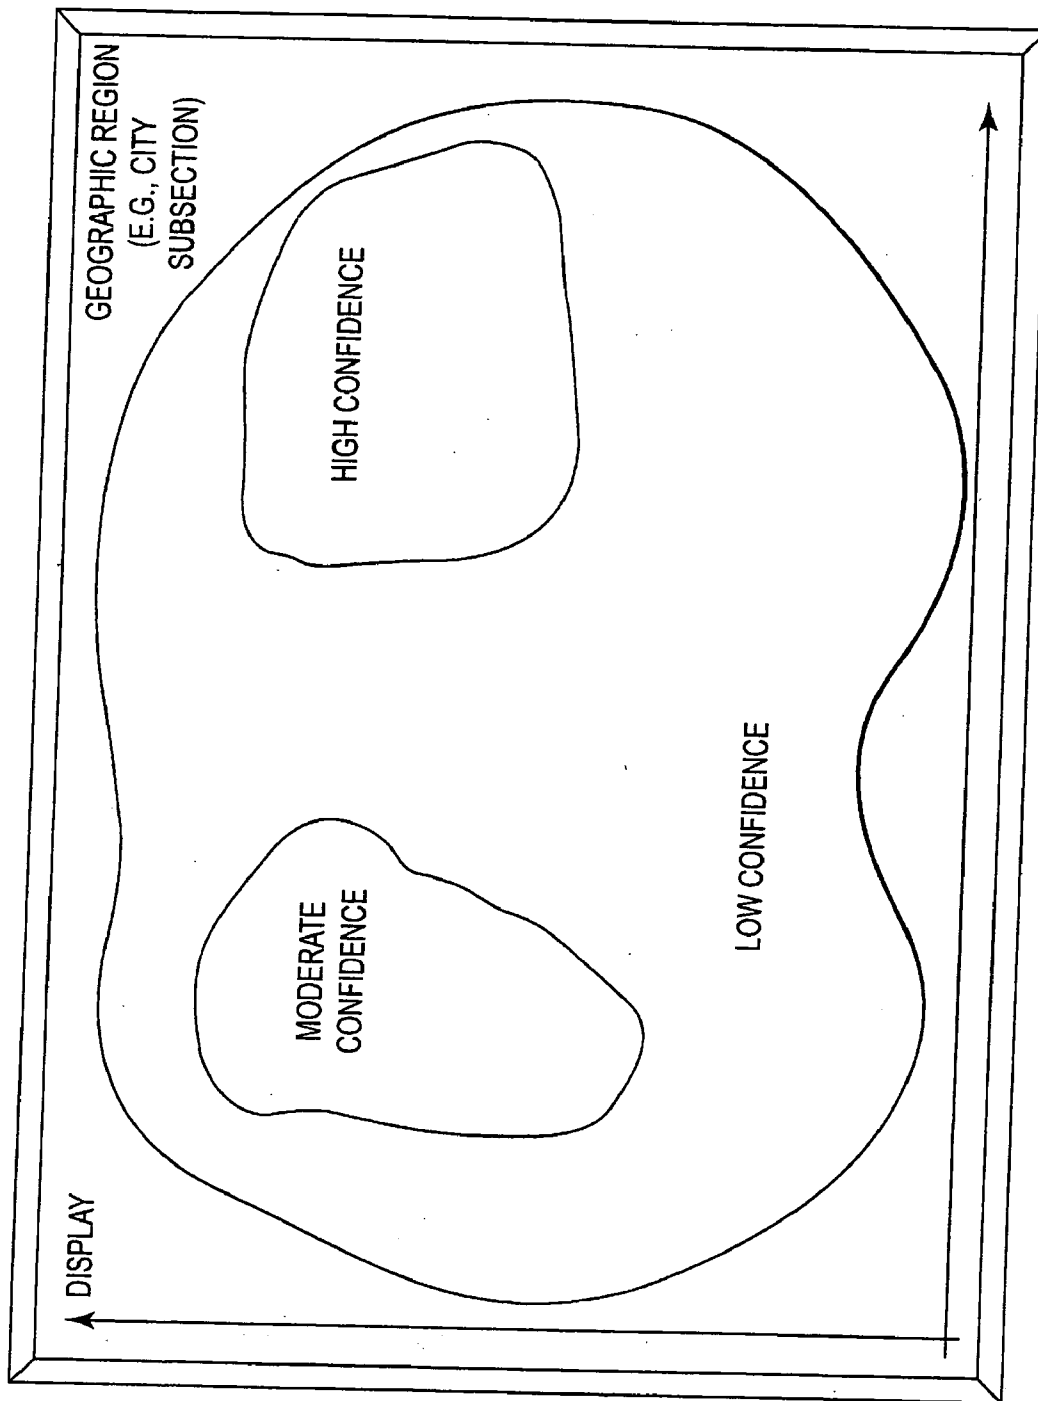 DISPLAY
GEOGRAPHIC REGION
(E.G., CITY
SUBSECTION)
MODERATE
CONFIDENCE
HIGH CONFIDENCE
LOW CONFIDENCE